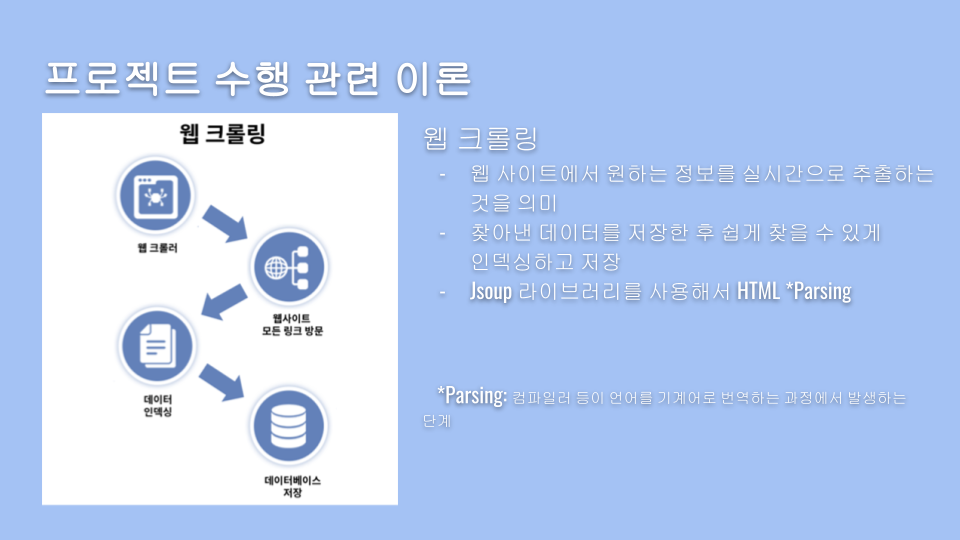 프로젝트 수행 관련 이론
웹 크롤링
웹 크롤러
웹사이트
모든 링크 방문
데이터
인덱싱
데이터베이스
저장
웹 크롤링
- 웹 사이트에서 원하는 정보를 실시간으로 추출하는
것을 의미
- 찾아낸 데이터를 저장한 후 쉽게 찾을 수 있게
인덱싱하고 저장
- Jsoup 라이브러리를 사용해서 HTML *Parsing
*Parsing: 컴파일러 등이 언어를 기계어로 번역하는 과정에서 발생하는
단계